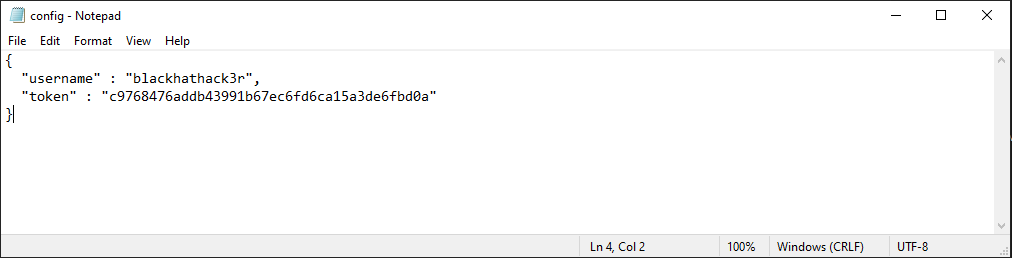 config - Notepad
File Edit Format View Help
{
"username" : "blackhathack3r",
"token" : "c9768476addb43991b67ec6fd6ca15a3de6fbd0a"
}
Ln 4, Col 2 100% Windows (CRLF) UTF-8